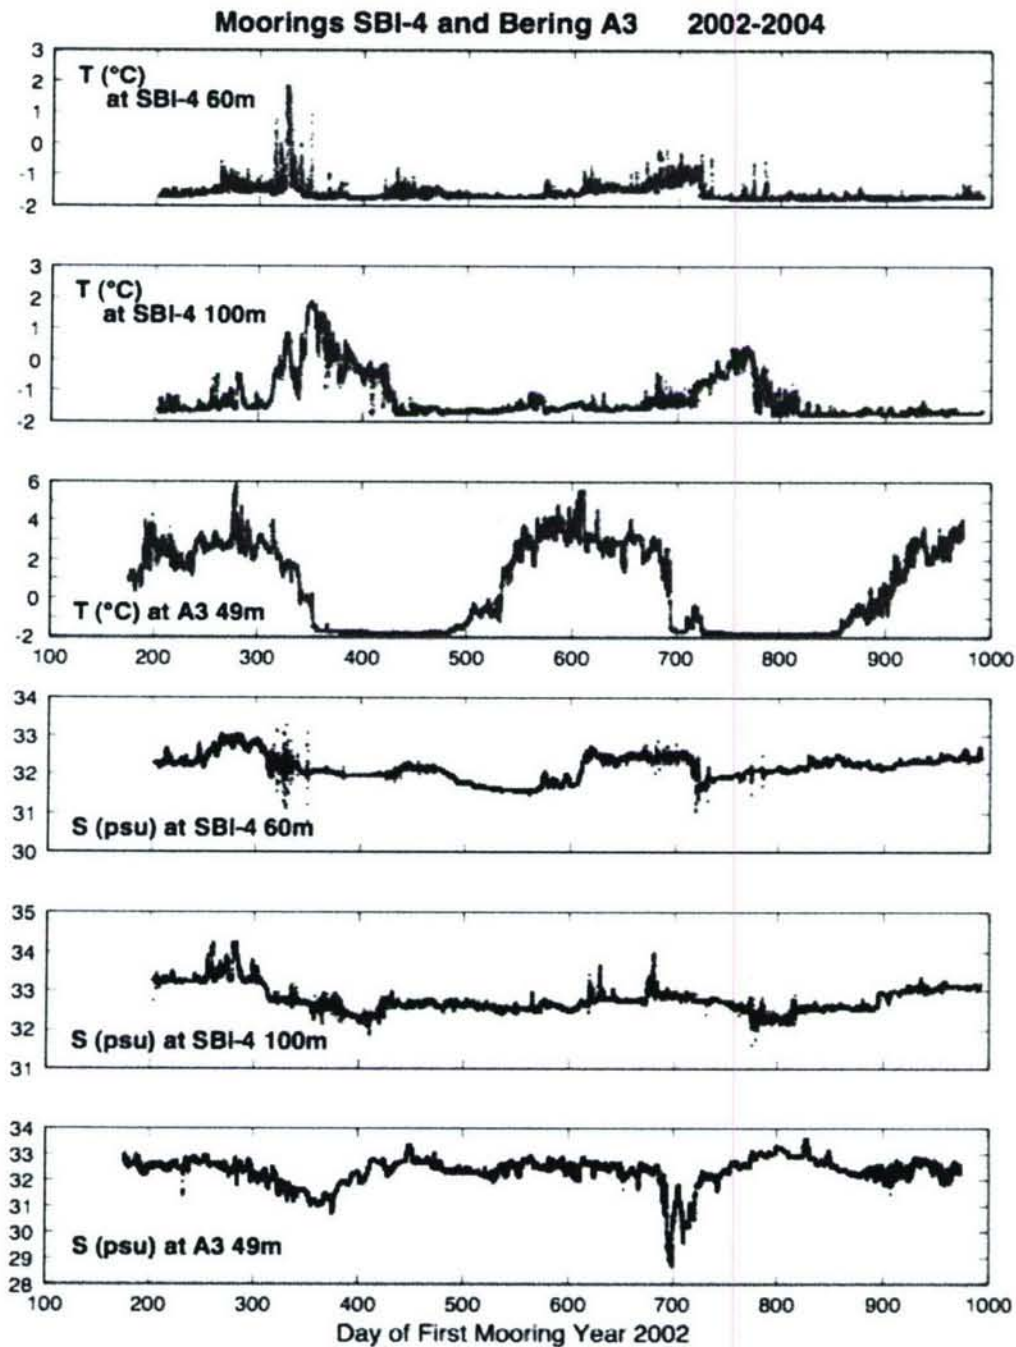 Moorings SBI-4 and Bering A3 2002-2004
3
2
1
0
-1
-2
T (°C)
at SBI-4 60m
3
2
1
0
-1
-2
T (°C)
at SBI-4 100m
6
4
2
0
-2
T (°C) at A3 49m
100 200 300 400 500 600 700 800 900 1000
34
33
32
31
30
S (psu) at SBI-4 60m
35
34
33
32
31
S (psu) at SBI-4 100m
34
33
32
31
30
29
28
S (psu) at A3 49m
100 200 300 400 500 600 700 800 900 1000
Day of First Mooring Year 2002